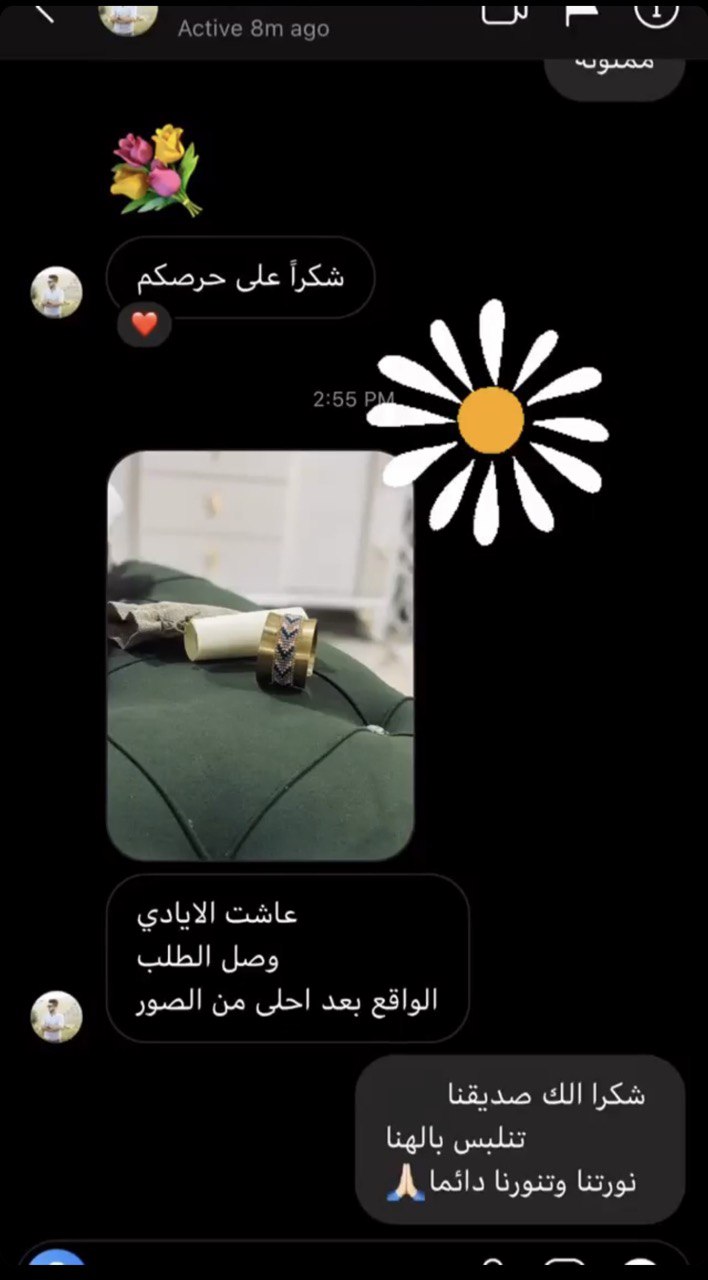 Active 8m ago
ممنونة
شكراً على حرصكم
2:55 PM
عاشت الايادي
وصل الطلب
الواقع بعد احلى من الصور
شكرا الك صديقنا
تنلبس بالهنا
نورتنا وتنورنا دائما